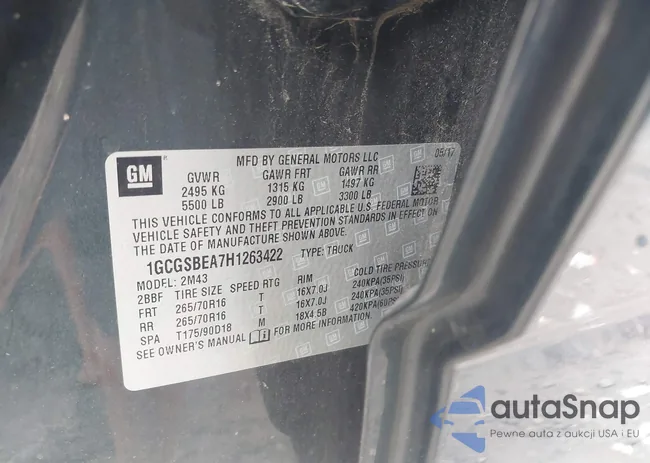 GM
MFD BY GENERAL MOTORS LLC
05/17
GVWR GAWR FRT GAWR RR
2495 KG 1315 KG 1497 KG
5500 LB 2900 LB 3300 LB
THIS VEHICLE CONFORMS TO ALL APPLICABLE U.S. FEDERAL MOTOR
VEHICLE SAFETY AND THEFT PREVENTION STANDARDS IN EFFECT ON
THE DATE OF MANUFACTURE SHOWN ABOVE.
1GCGSBEA7H1263422 TYPE: TRUCK
MODEL: 2M43
2BBF TIRE SIZE SPEED RTG RIM COLD TIRE PRESSURE
FRT 265/70R16 T 16X7.0J 240KPA(35PSI)
RR 265/70R16 T 16X7.0J 240KPA(35PSI)
SPA T175/90D18 M 18X4.5B 420KPA(60PSI)
SEE OWNER'S MANUAL FOR MORE INFORMATION.
autaSnap
Pewne auta z aukcji USA i EU